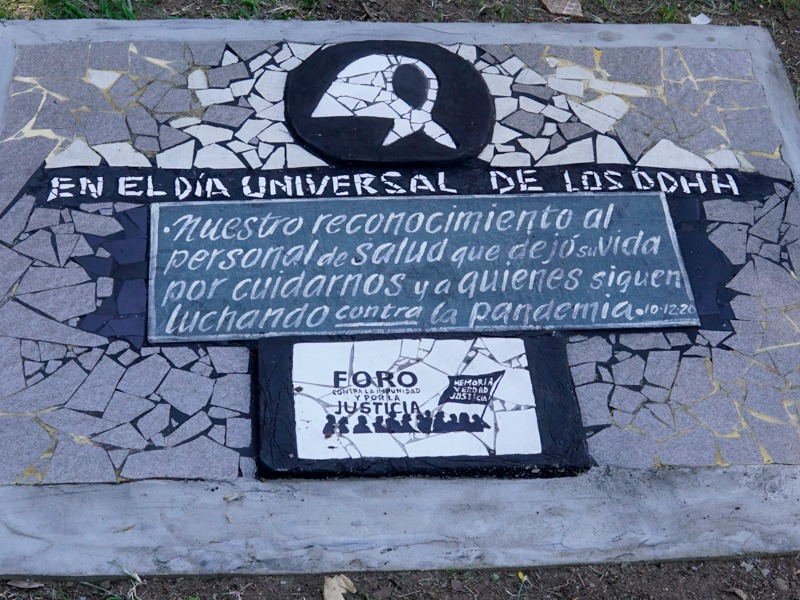 EN EL DÍA UNIVERSAL DE LOS DDHH
·Nuestro reconocimiento al
personal de salud que dejó su vida
por cuidarnos y a quienes siguen
luchando contra la pandemia. 10-12-20
FORO
CONTRA LA IMPUNIDAD
Y POR LA
JUSTICIA
MEMORIA
Y VERDAD
JUSTICIA